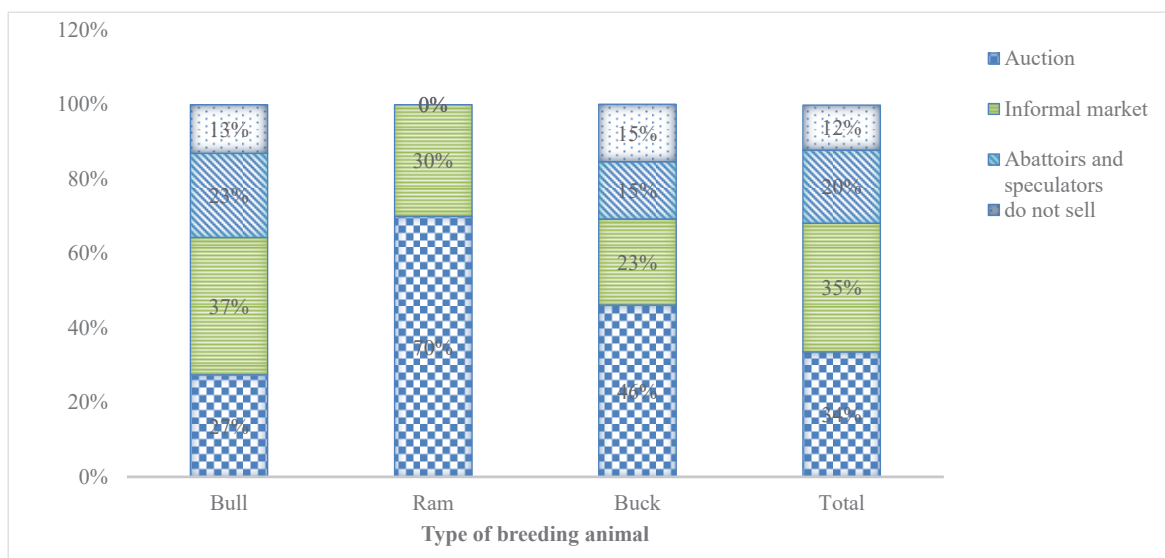 120%
100%
80%
60%
40%
20%
0%
13%
23%
37%
27%
0%
30%
70%
15%
15%
23%
46%
12%
20%
35%
34%
Bull
Ram
Buck
Total
Type of breeding animal
Auction
Informal market
Abattoirs and
speculators
do not sell